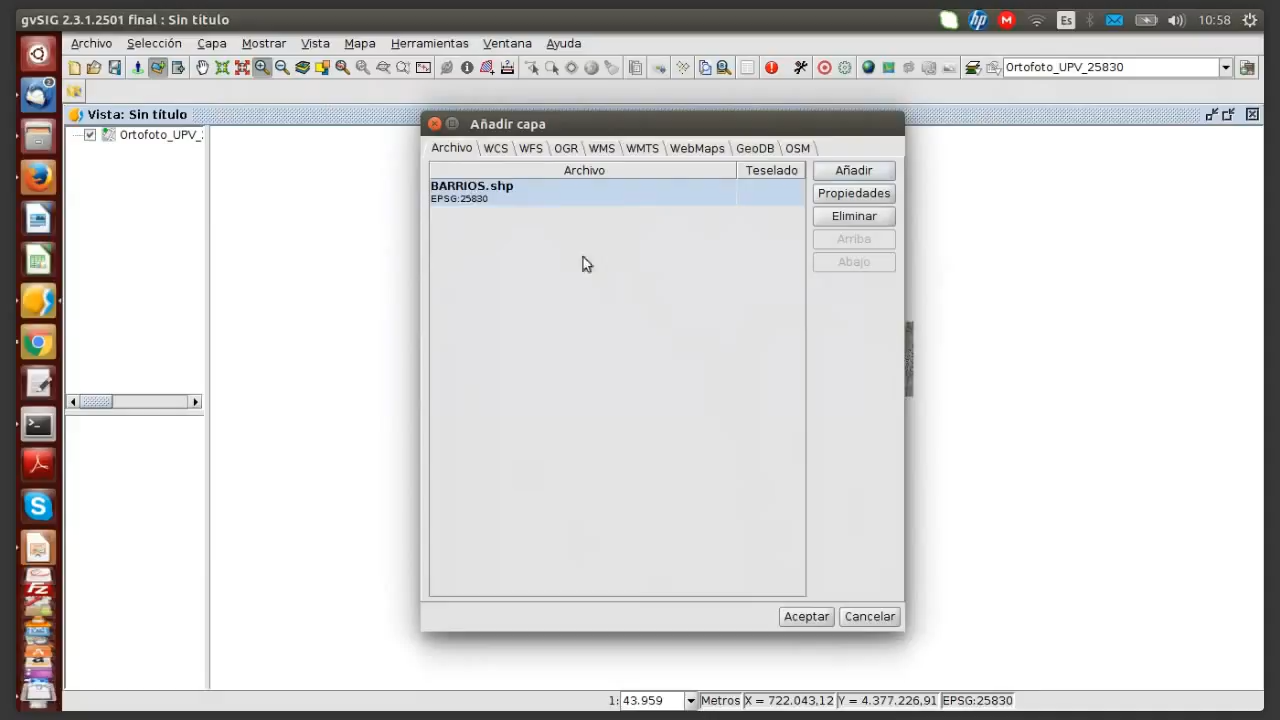 gvSIG 2.3.1.2501 final : Sin título
Es
10:58
Archivo Selección Capa Mostrar Vista Mapa Herramientas Ventana Ayuda
Ortofoto_UPV_25830
Vista: Sin título
Ortofoto_UPV_2
Añadir capa
Archivo WCS WFS OGR WMS WMTS WebMaps GeoDB OSM
Archivo Teselado
BARRIOS.shp
EPSG:25830
Añadir
Propiedades
Eliminar
Arriba
Abajo
Aceptar Cancelar
1: 43.959 Metros X = 722.043,12 Y = 4.377.226,91 EPSG:25830